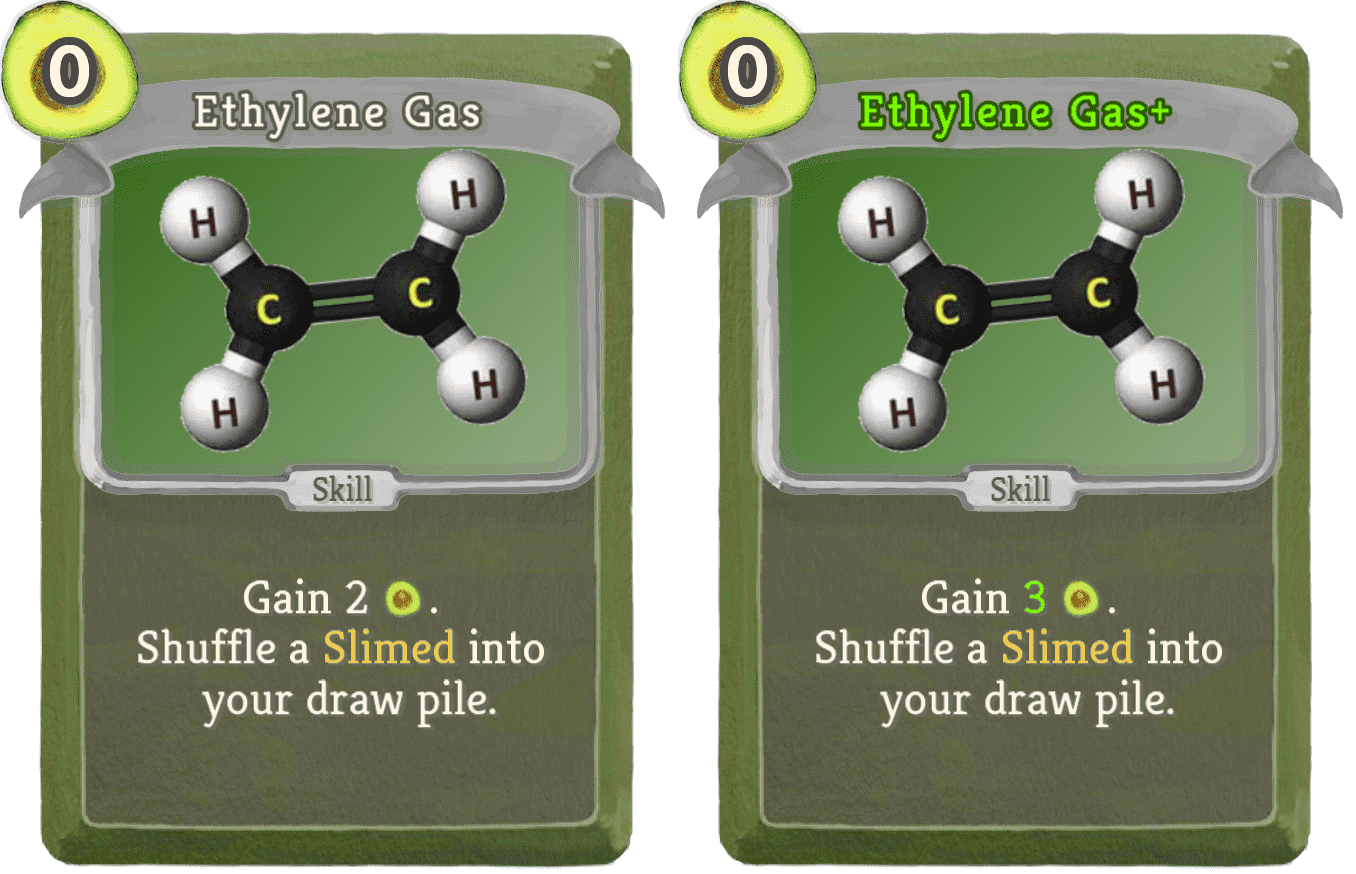 0
Ethylene Gas
H
H
C
C
H
H
Skill
Gain 2 .
Shuffle a Slimed into
your draw pile.
0
Ethylene Gas+
H
H
C
C
H
H
Skill
Gain 3 .
Shuffle a Slimed into
your draw pile.